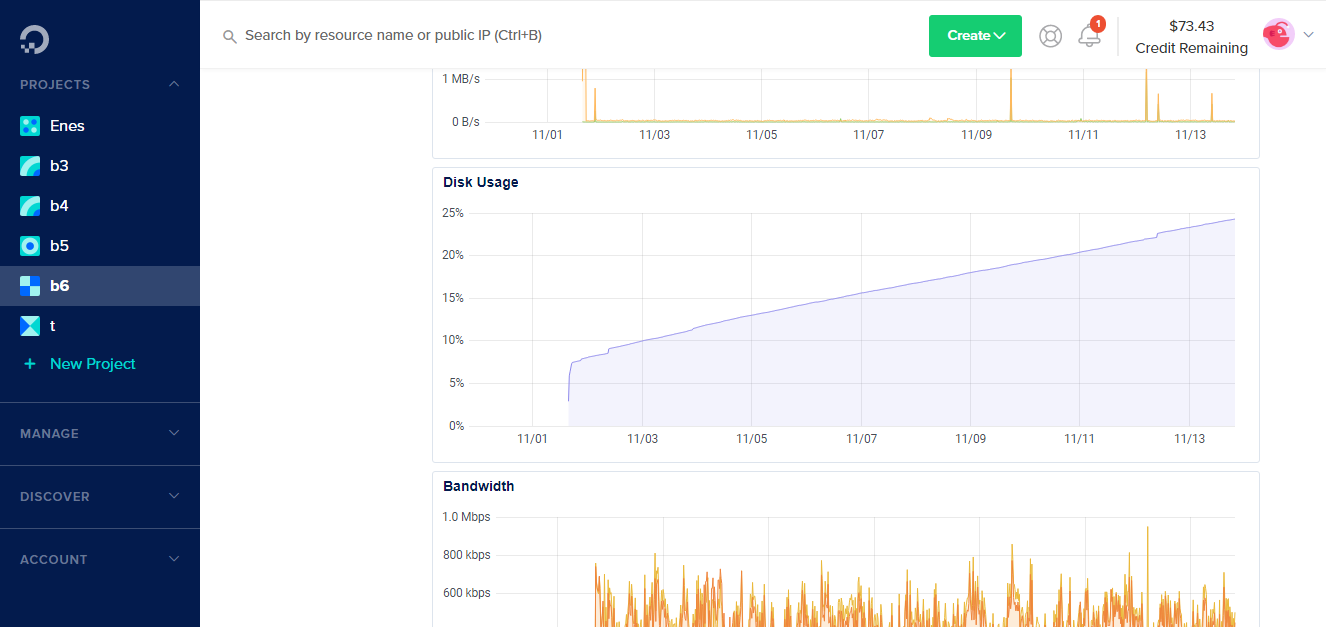 Search by resource name or public IP (Ctrl+B)
Create
1
$73.43
Credit Remaining
PROJECTS
Enes
b3
b4
b5
b6
t
+ New Project
MANAGE
DISCOVER
ACCOUNT
1 MB/s
0 B/s
11/01 11/03 11/05 11/07 11/09 11/11 11/13
Disk Usage
25%
20%
15%
10%
5%
0%
11/01 11/03 11/05 11/07 11/09 11/11 11/13
Bandwidth
1.0 Mbps
800 kbps
600 kbps